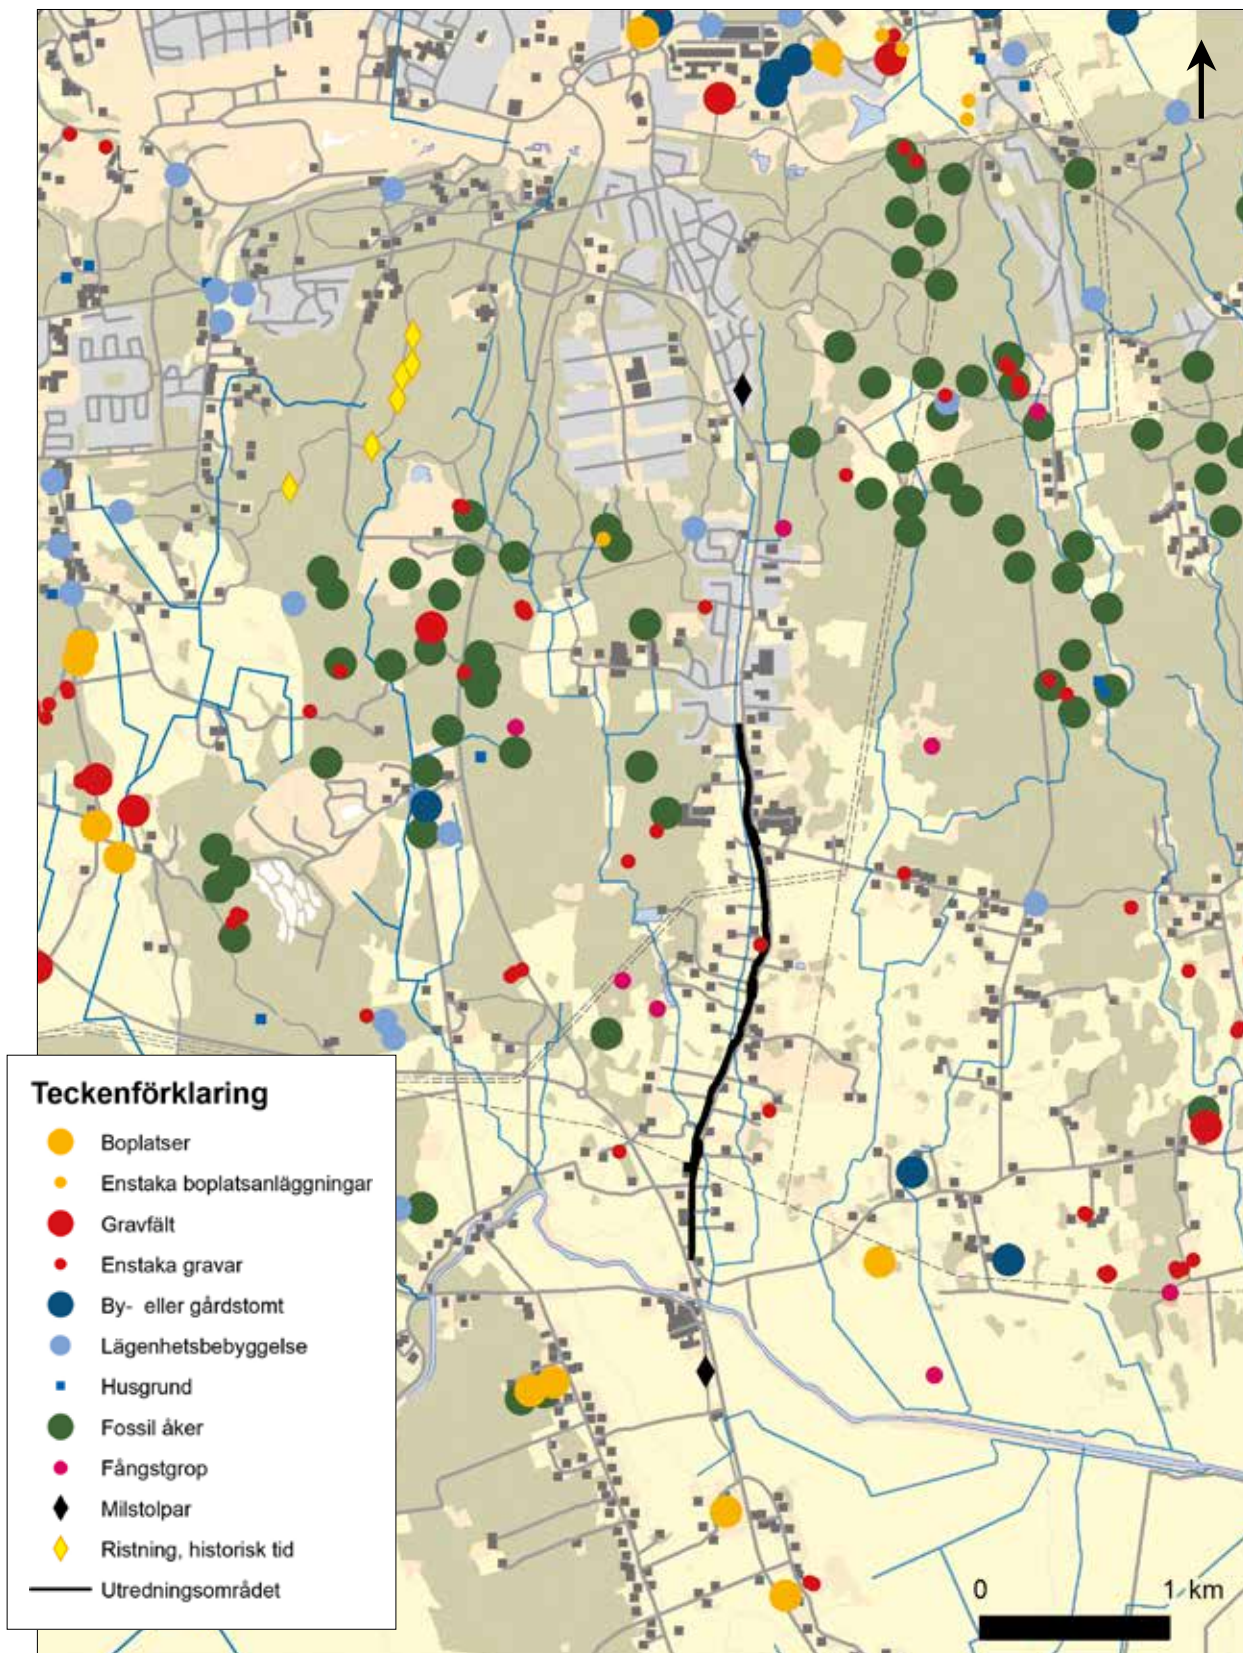 Teckenförklaring
Boplatser
Enstaka boplatsanläggningar
Gravfält
Enstaka gravar
By- eller gårdstomt
Lägenhetsbebyggelse
Husgrund
Fossil åker
Fångstgrop
Milstolpar
Ristning, historisk tid
Utredningsområdet
0 1 km